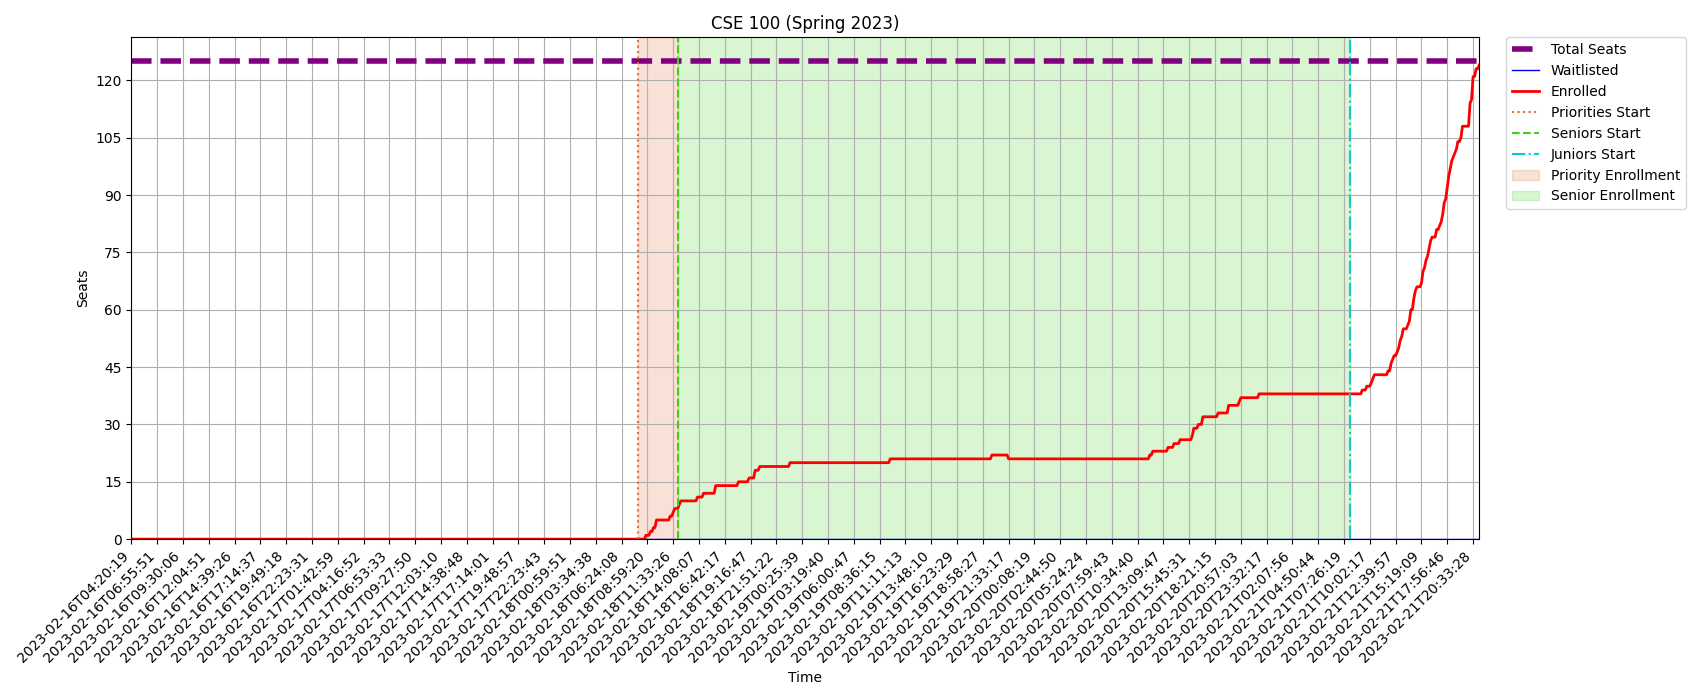 CSE 100 (Spring 2023)
Total Seats
Waitlisted
Enrolled
Priorities Start
Seniors Start
Juniors Start
Priority Enrollment
Senior Enrollment
Seats
120
105
90
75
60
45
30
15
0
2023-02-16T04:20:19
2023-02-16T06:55:51
2023-02-16T09:30:06
2023-02-16T12:04:51
2023-02-16T14:39:26
2023-02-16T17:14:37
2023-02-16T19:49:18
2023-02-16T22:23:31
2023-02-17T01:42:59
2023-02-17T04:16:52
2023-02-17T06:53:33
2023-02-17T09:27:50
2023-02-17T12:03:10
2023-02-17T14:38:48
2023-02-17T17:14:01
2023-02-17T19:48:57
2023-02-17T22:23:43
2023-02-18T00:59:51
2023-02-18T03:34:38
2023-02-18T06:24:08
2023-02-18T08:59:20
2023-02-18T11:33:26
2023-02-18T14:08:07
2023-02-18T16:42:17
2023-02-18T19:16:47
2023-02-18T21:51:22
2023-02-19T00:25:39
2023-02-19T03:19:40
2023-02-19T06:00:47
2023-02-19T08:36:15
2023-02-19T11:11:13
2023-02-19T13:48:10
2023-02-19T16:23:29
2023-02-19T18:58:27
2023-02-19T21:33:17
2023-02-20T00:08:19
2023-02-20T02:44:50
2023-02-20T05:24:24
2023-02-20T07:59:43
2023-02-20T10:34:40
2023-02-20T13:09:47
2023-02-20T15:45:31
2023-02-20T18:21:15
2023-02-20T20:57:03
2023-02-20T23:32:17
2023-02-21T02:07:56
2023-02-21T04:50:44
2023-02-21T07:26:19
2023-02-21T10:02:17
2023-02-21T12:39:57
2023-02-21T15:19:09
2023-02-21T17:56:46
2023-02-21T20:33:28
Time